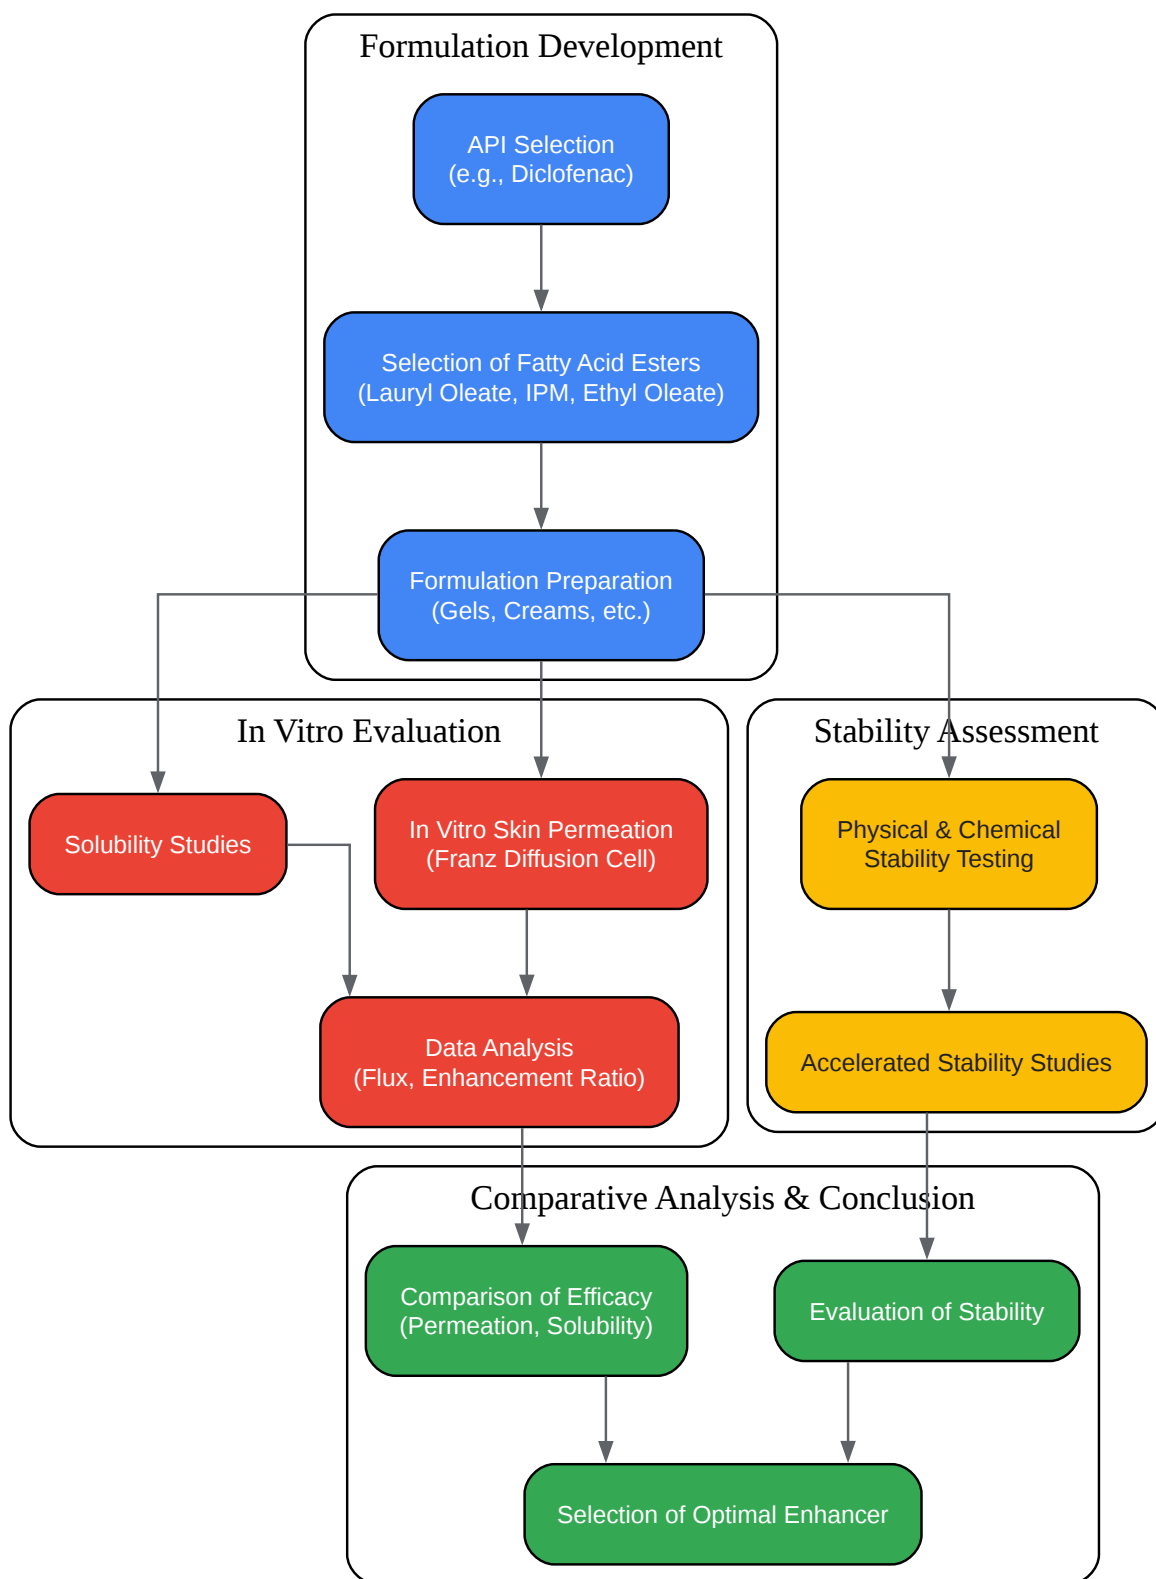 Formulation Development
API Selection
(e.g., Diclofenac)
Selection of Fatty Acid Esters
(Lauryl Oleate, IPM, Ethyl Oleate)
Formulation Preparation
(Gels, Creams, etc.)
In Vitro Evaluation
Solubility Studies
In Vitro Skin Permeation
(Franz Diffusion Cell)
Data Analysis
(Flux, Enhancement Ratio)
Stability Assessment
Physical & Chemical
Stability Testing
Accelerated Stability Studies
Comparative Analysis & Conclusion
Comparison of Efficacy
(Permeation, Solubility)
Evaluation of Stability
Selection of Optimal Enhancer